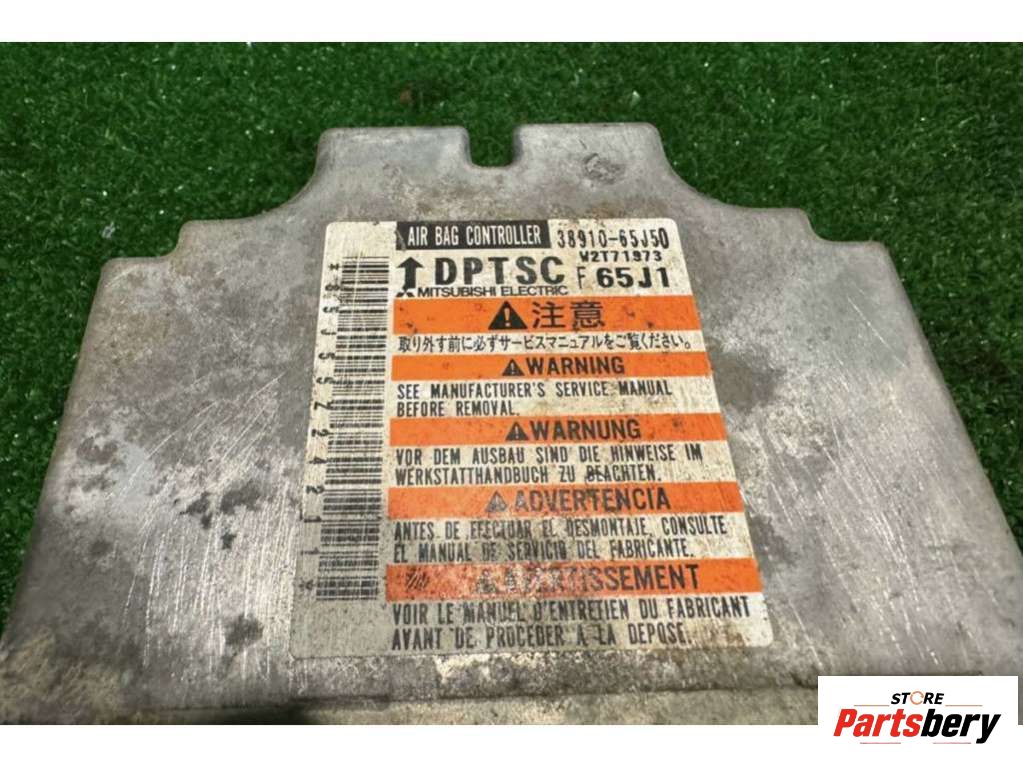 AIR BAG CONTROLLER 38910-65J50
W2T71973
DPTSC F 65J1
MITSUBISHI ELECTRIC
注意
取り外す前に必ずサービスマニュアルをご覧ください。
WARNING
SEE MANUFACTURER'S SERVICE MANUAL
BEFORE REMOVAL.
WARNUNG
VOR DEM AUSBAU SIND DIE HINWEISE IM
WERKSTATTHANDBUCH ZU BEACHTEN.
ADVERTENCIA
ANTES DE EFECTUAR EL DESMONTAJE, CONSULTE
EL MANUAL DE SERVICIO DEL FABRICANTE.
AVERTISSEMENT
VOIR LE MANUEL D'ENTRETIEN DU FABRICANT
AVANT DE PROCÉDER À LA DÉPOSE.
STORE
Partsbery